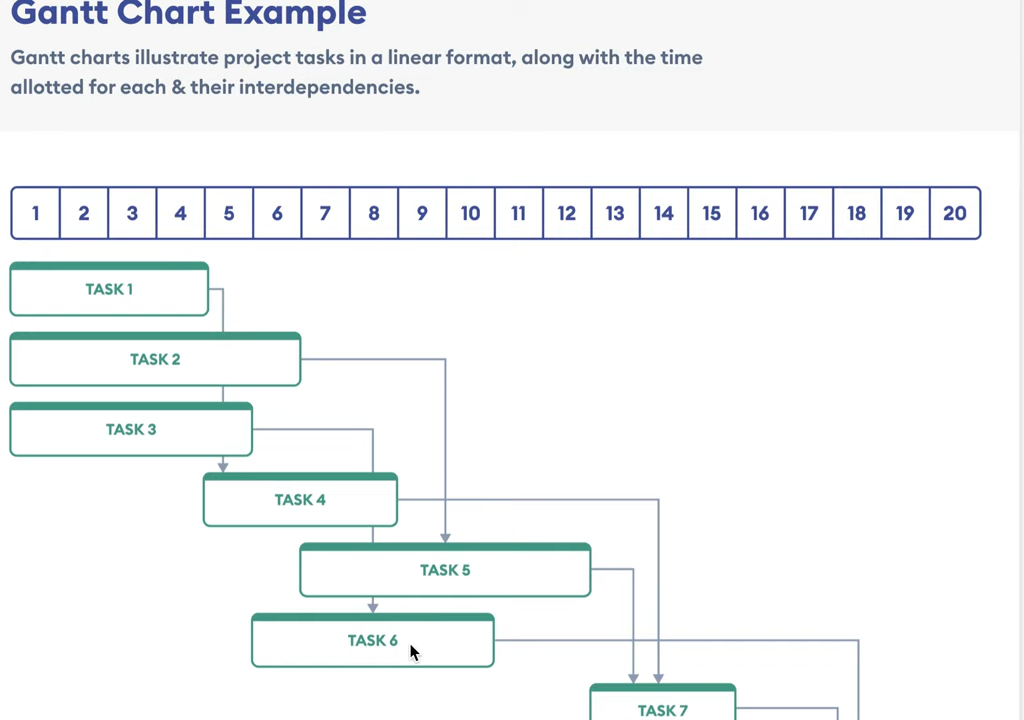 Gantt Chart Example
Gantt charts illustrate project tasks in a linear format, along with the time
allotted for each & their interdependencies.
1 2 3 4 5 6 7 8 9 10 11 12 13 14 15 16 17 18 19 20
TASK 1
TASK 2
TASK 3
TASK 4
TASK 5
TASK 6
TASK 7